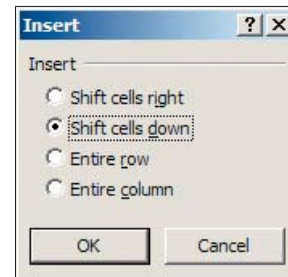 Insert
Insert
Shift cells right
Shift cells down
Entire row
Entire column
OK Cancel